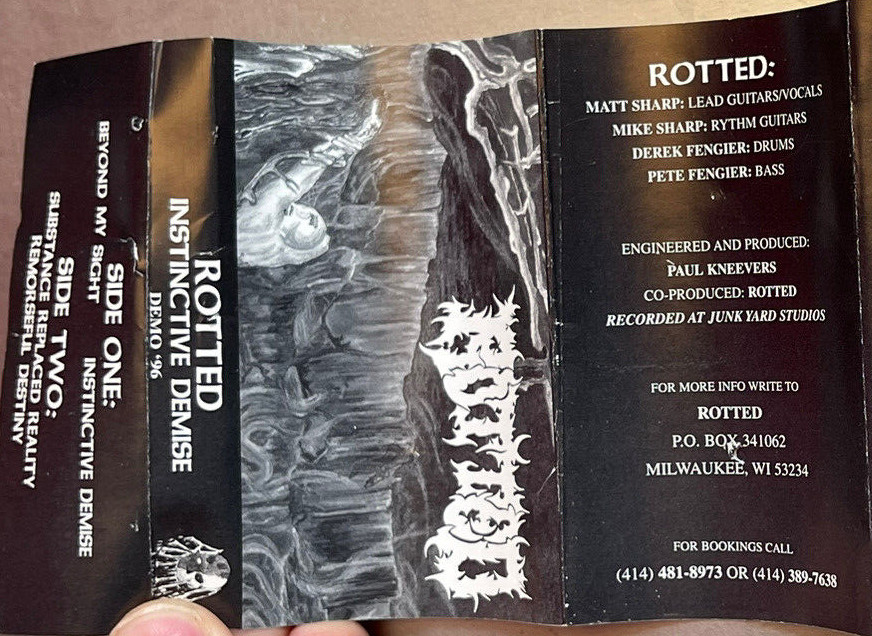 SIDE ONE:
BEYOND MY SIGHT INSTINCTIVE DEMISE
SIDE TWO:
SUBSTANCE REPLACED REALITY
REMORSEFUL DESTINY
ROTTED
INSTINCTIVE DEMISE
DEMO '96
ROTTED
ROTTED:
MATT SHARP: LEAD GUITARS/VOCALS
MIKE SHARP: RYTHM GUITARS
DEREK FENGIER: DRUMS
PETE FENGIER: BASS
ENGINEERED AND PRODUCED:
PAUL KNEEVERS
CO-PRODUCED: ROTTED
RECORDED AT JUNK YARD STUDIOS
FOR MORE INFO WRITE TO
ROTTED
P.O. BOX 341062
MILWAUKEE, WI 53234
FOR BOOKINGS CALL
(414) 481-8973 OR (414) 389-7638